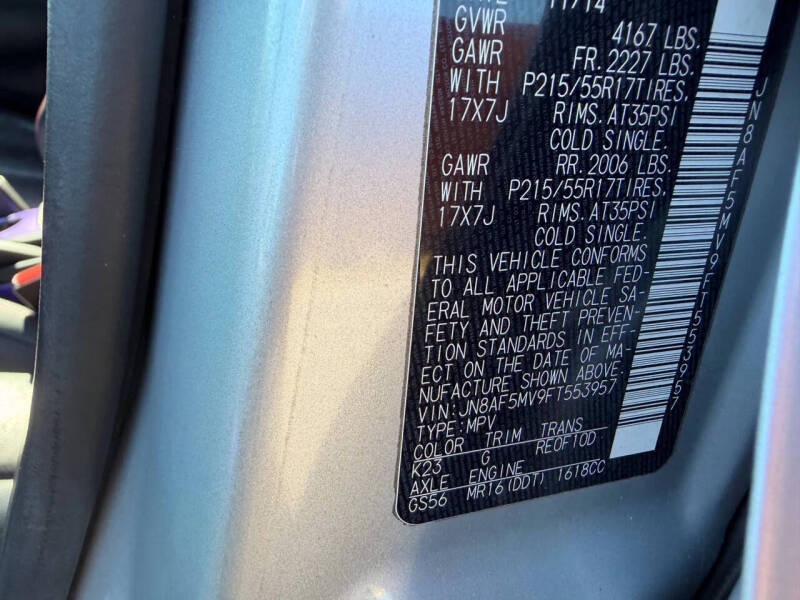 11/14
GVWR 4167 LBS.
GAWR FR. 2227 LBS.
WITH P215/55R17TIRES,
17X7J RIMS. AT35PSI
COLD SINGLE.
GAWR RR. 2006 LBS.
WITH P215/55R17TIRES,
17X7J RIMS. AT35PSI
COLD SINGLE.
THIS VEHICLE CONFORMS
TO ALL APPLICABLE FED-
ERAL MOTOR VEHICLE SA-
FETY AND THEFT PREVEN-
TION STANDARDS IN EFF-
ECT ON THE DATE OF MA-
NUFACTURE SHOWN ABOVE.
VIN:JN8AF5MV9FT553957
TYPE:MPV
COLOR TRIM TRANS
K23 G RE0F10D
AXLE ENGINE
GS56 MR16(DDT) 1618CC
JN8AF5MV9FT553957